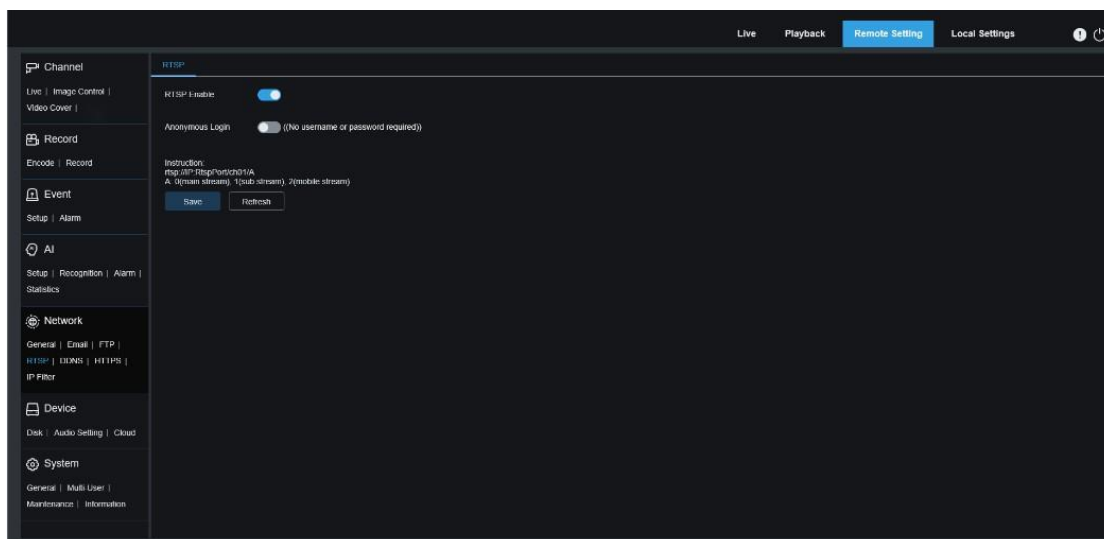 Live Playback Remote Setting Local Settings
Channel
Live | Image Control |
Video Cover |
Record
Encode | Record
Event
Setup | Alarm
AI
Setup | Recognition | Alarm |
Statistics
Network
General | Email | FTP |
RTSP | DDNS | HTTPS |
IP Filter
Device
Disk | Audio Setting | Cloud
System
General | Multi User |
Maintenance | Information
RTSP
RTSP Enable
Anonymous Login ((No username or password required))
Instruction:
rtsp://IP:RtspPort/ch01/A
A: 0(main stream), 1(sub stream), 2(mobile stream)
Save Refresh